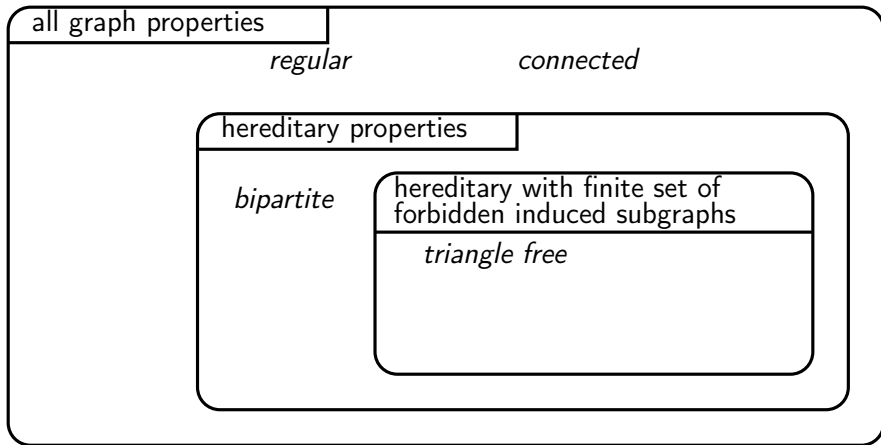 all graph properties
regular connected
hereditary properties
bipartite
hereditary with finite set of
forbidden induced subgraphs
triangle free